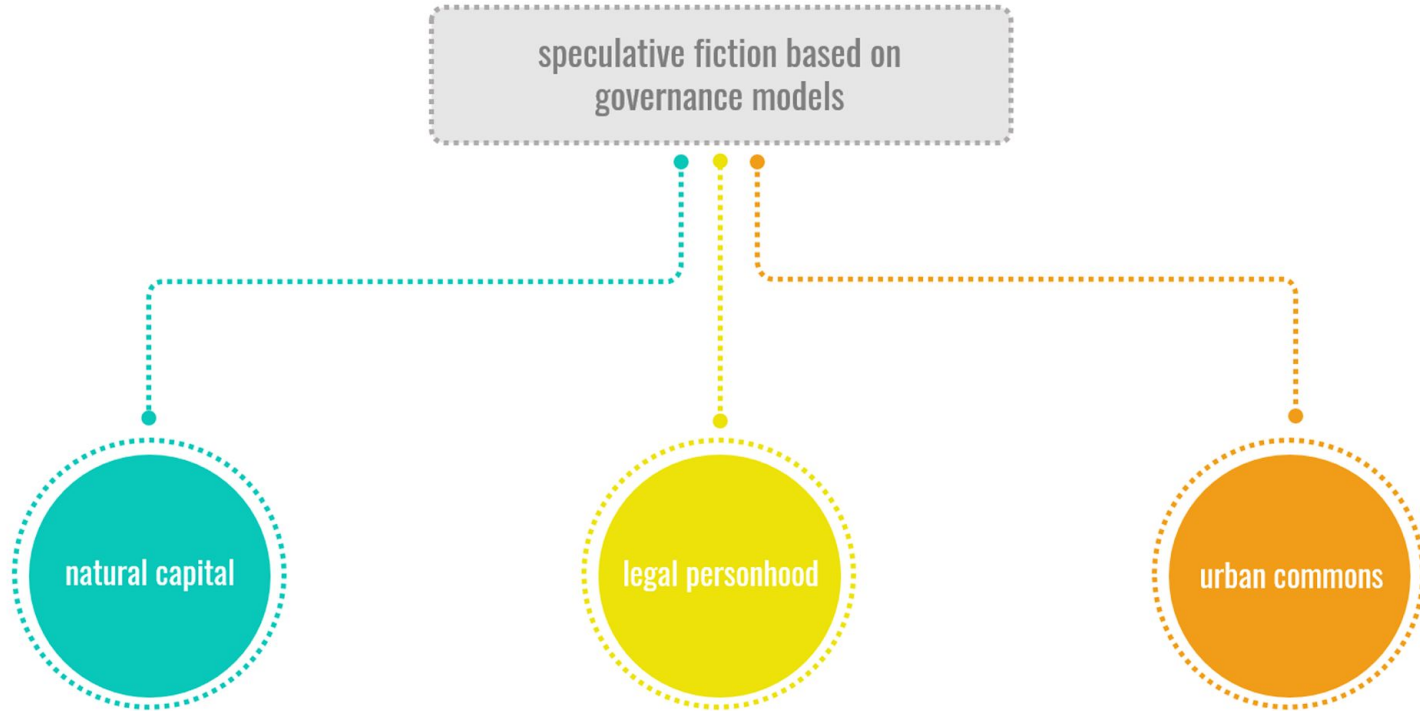 speculative fiction based on
governance models
natural capital
legal personhood
urban commons